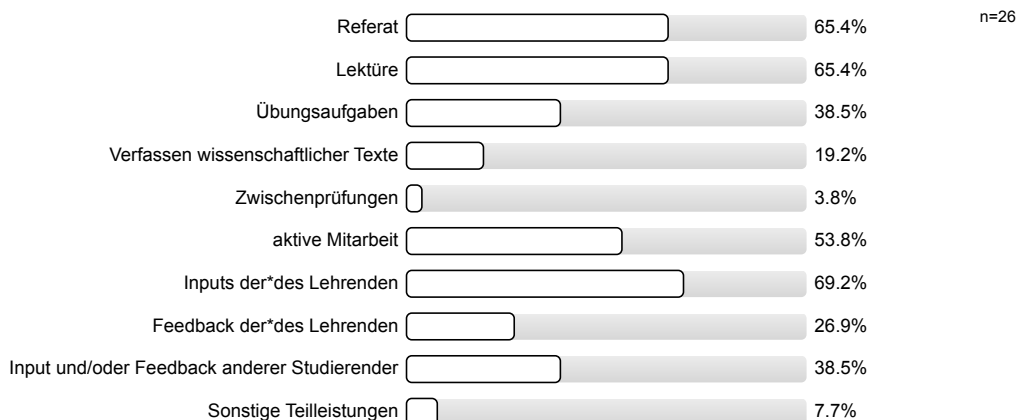 Referat 65.4% n=26
Lektüre 65.4%
Übungsaufgaben 38.5%
Verfassen wissenschaftlicher Texte 19.2%
Zwischenprüfungen 3.8%
aktive Mitarbeit 53.8%
Inputs der*des Lehrenden 69.2%
Feedback der*des Lehrenden 26.9%
Input und/oder Feedback anderer Studierender 38.5%
Sonstige Teilleistungen 7.7%